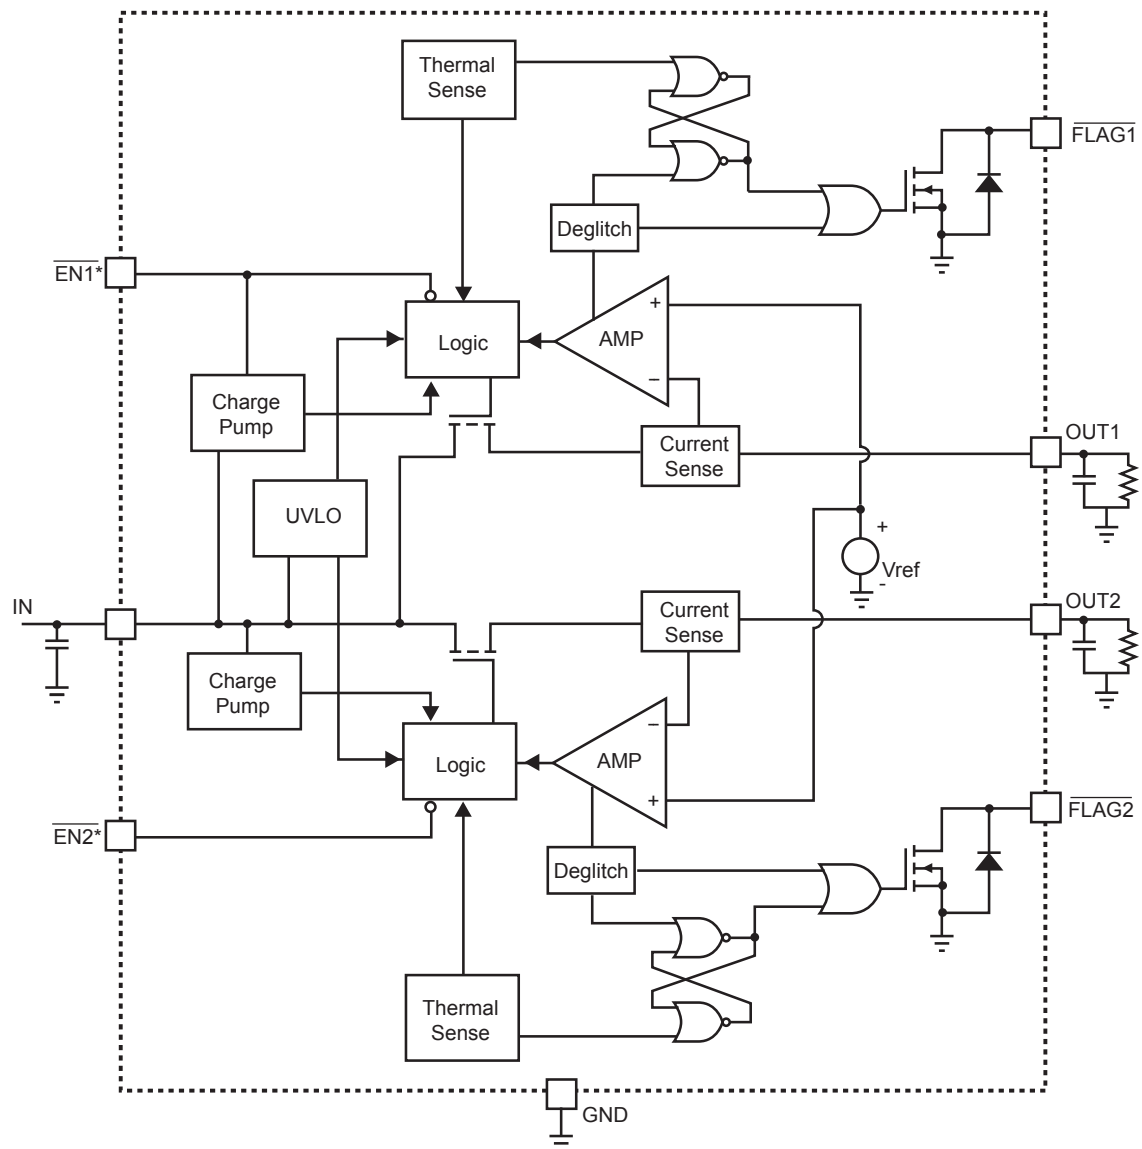 Thermal
Sense
FLAG1
Deglitch
EN1*
+
Logic
AMP
−
Charge
Pump
OUT1
Current
Sense
UVLO
+
Vref
-
IN
OUT2
Current
Sense
Charge
Pump
−
Logic
AMP
+
FLAG2
EN2*
Deglitch
Thermal
Sense
GND